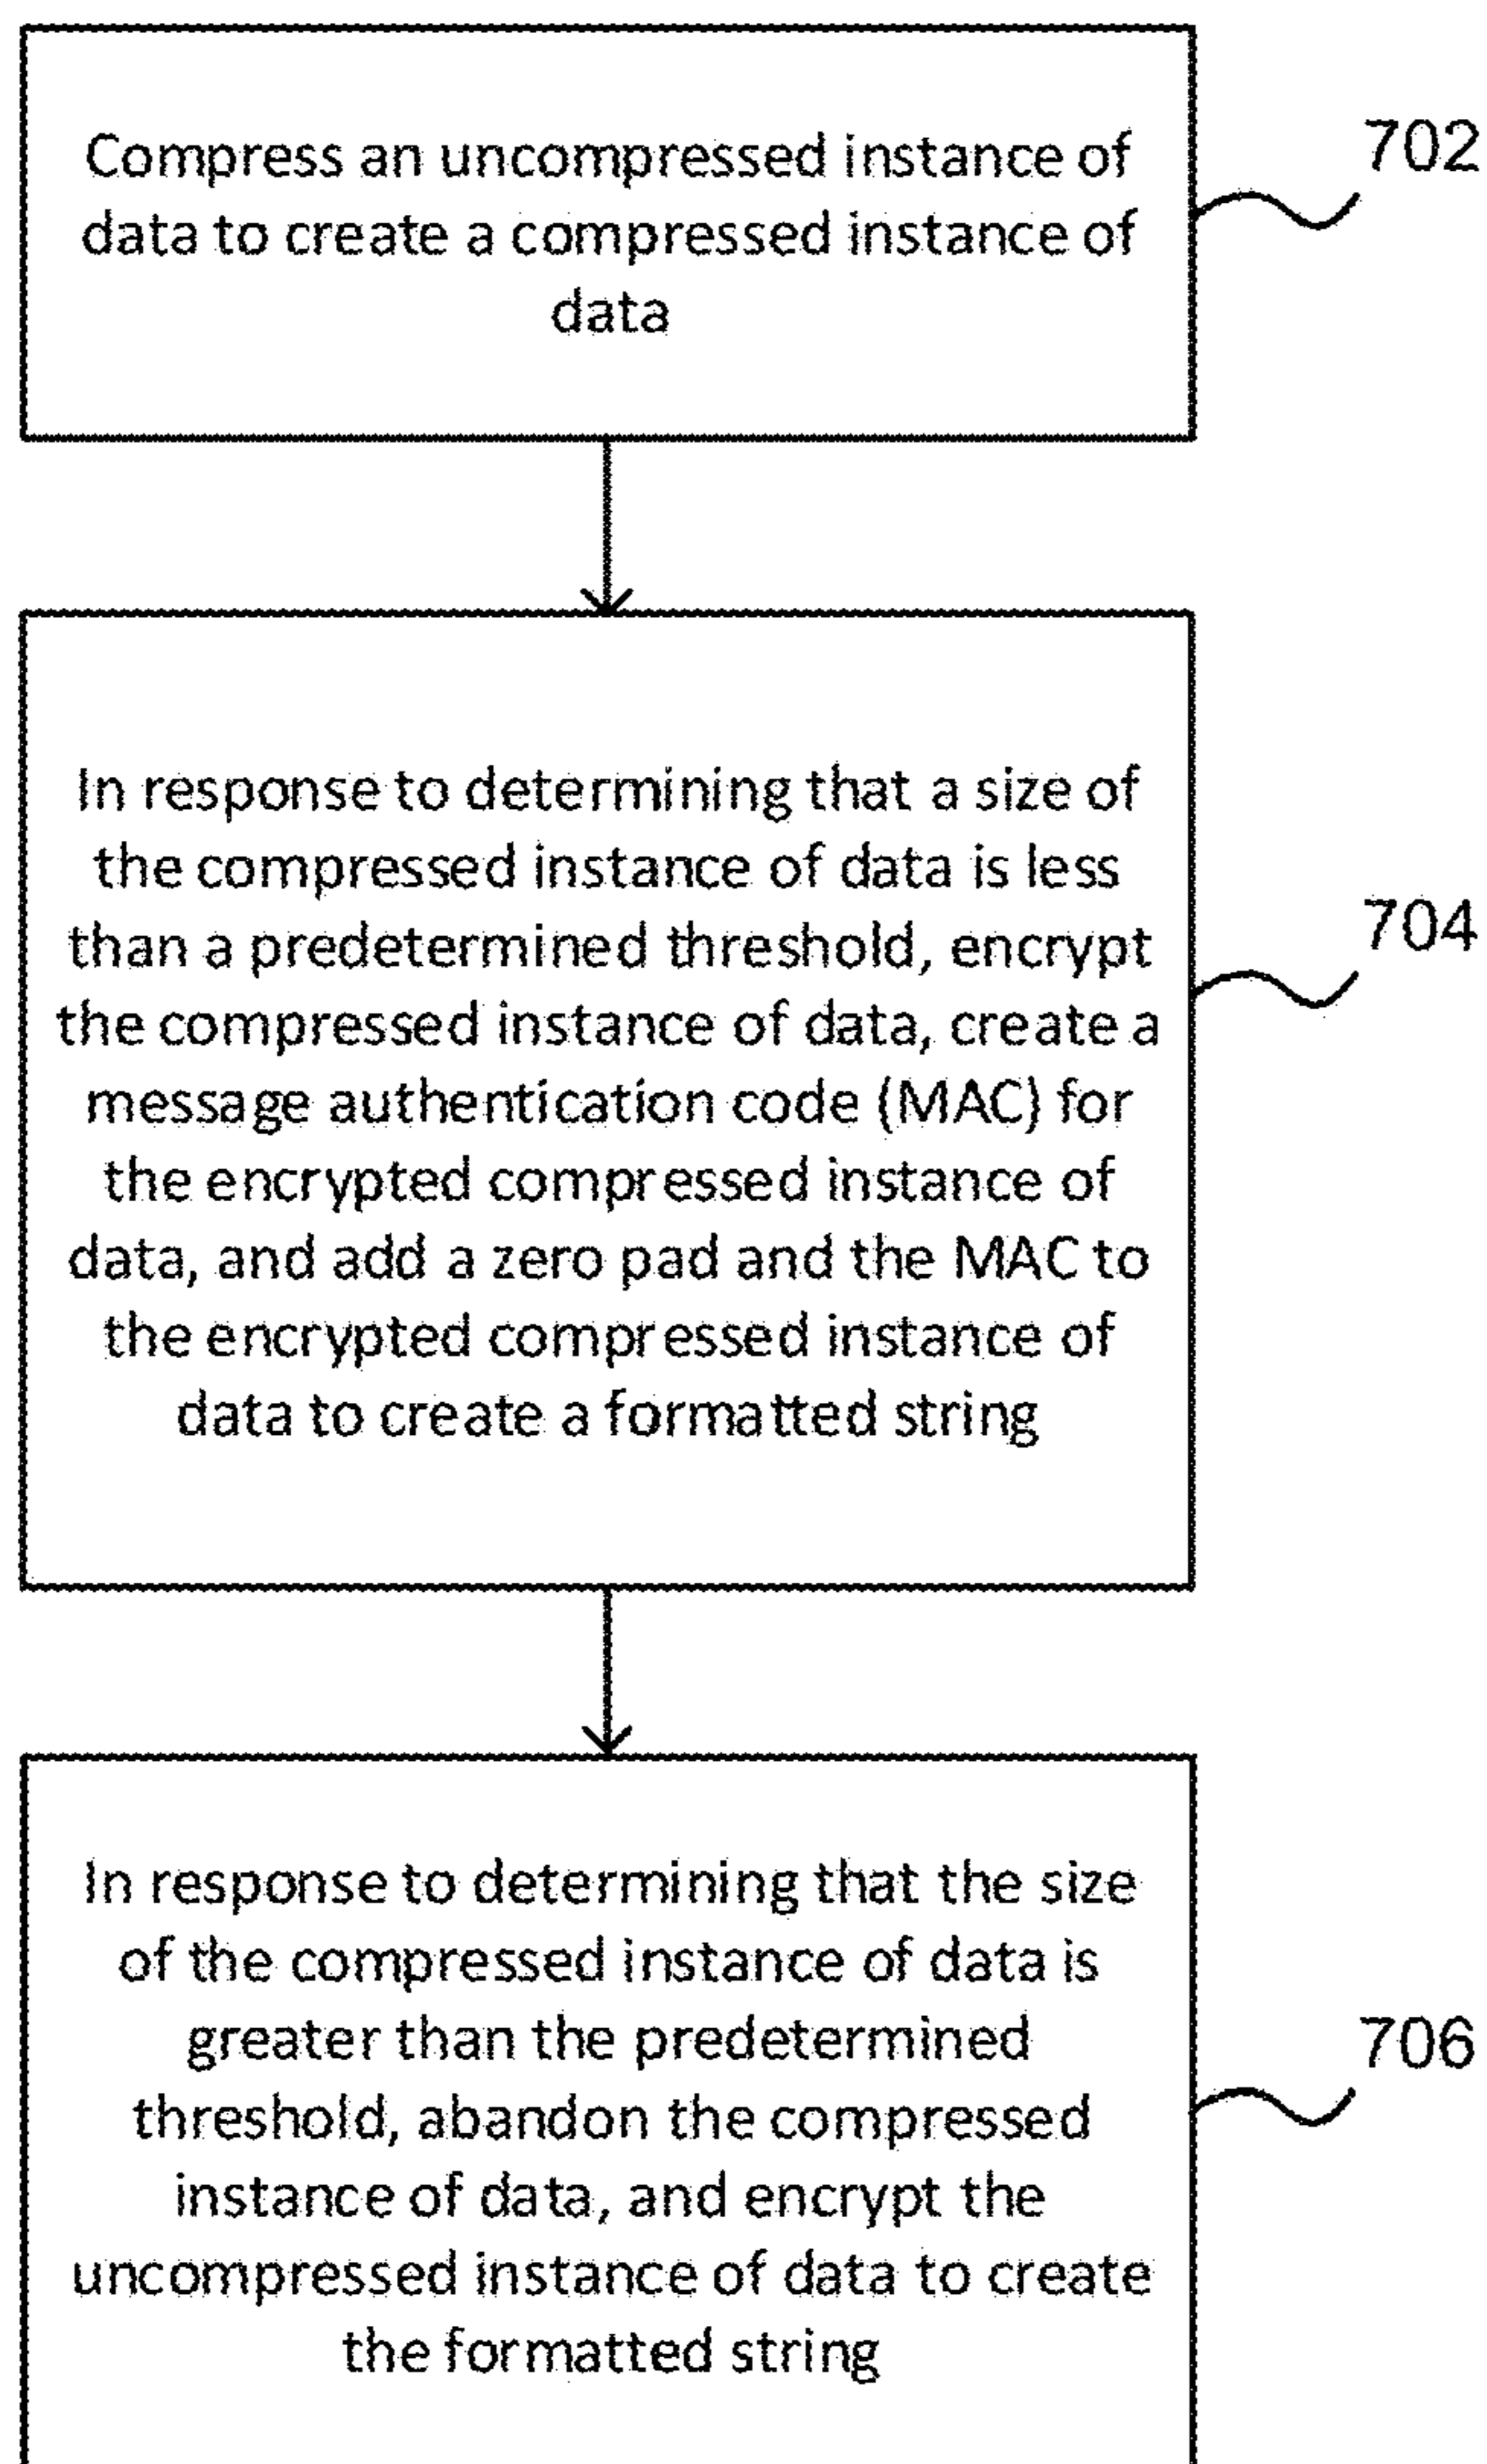 Compress an uncompressed instance of
data to create a compressed instance of
data
702
In response to determining that a size of
the compressed instance of data is less
than a predetermined threshold, encrypt
the compressed instance of data, create a
message authentication code (MAC) for
the encrypted compressed instance of
data, and add a zero pad and the MAC to
the encrypted compressed instance of
data to create a formatted string
704
In response to determining that the size
of the compressed instance of data is
greater than the predetermined
threshold, abandon the compressed
instance of data, and encrypt the
uncompressed instance of data to create
the formatted string
706